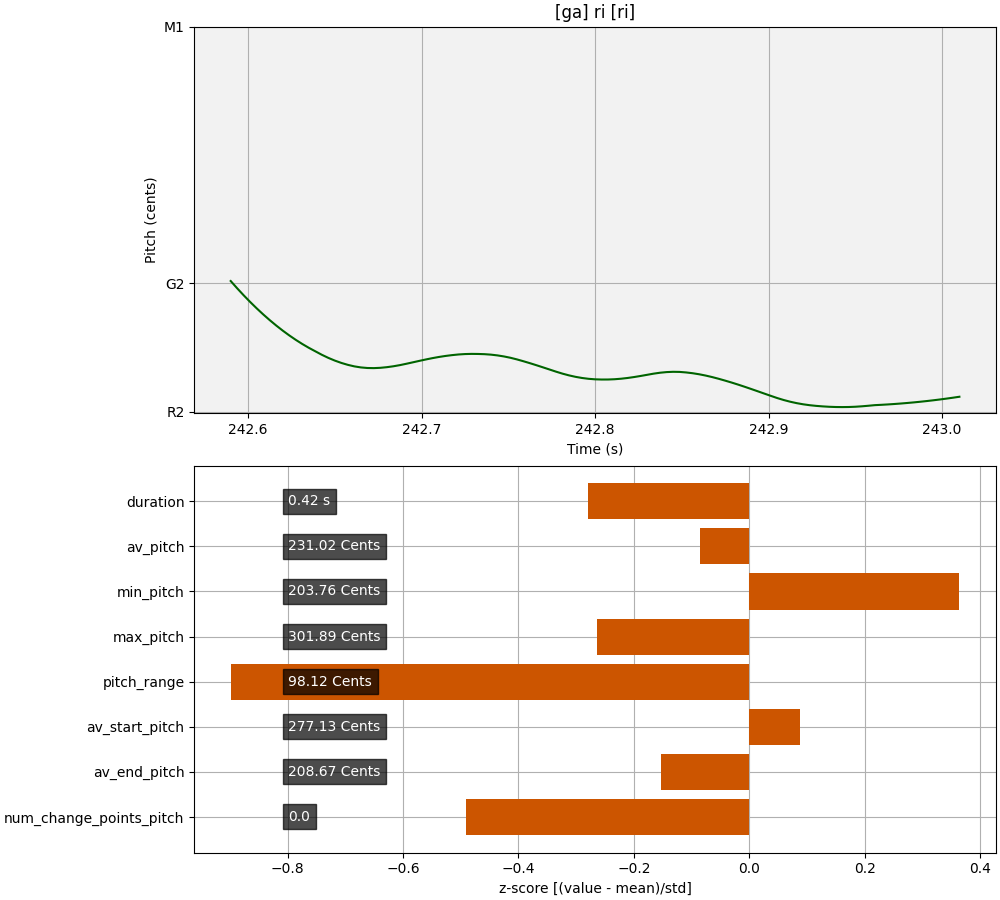 [ga] ri [ri]
M1
G2
R2
Pitch (cents)
242.6 242.7 242.8 242.9 243.0
Time (s)
duration 0.42 s
av_pitch 231.02 Cents
min_pitch 203.76 Cents
max_pitch 301.89 Cents
pitch_range 98.12 Cents
av_start_pitch 277.13 Cents
av_end_pitch 208.67 Cents
num_change_points_pitch 0.0
−0.8 −0.6 −0.4 −0.2 0.0 0.2 0.4
z-score [(value - mean)/std]